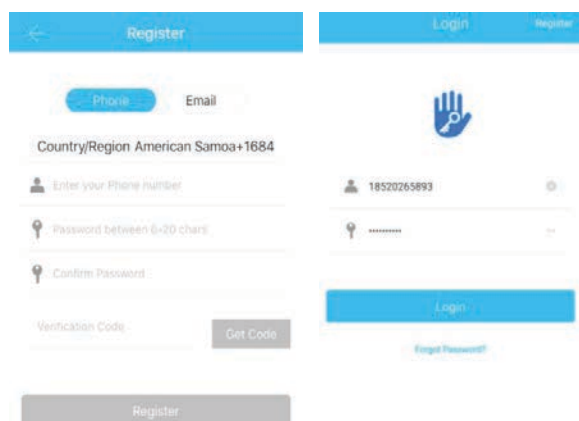 Register
Phone
Email
Country/Region American Samoa+1684
Enter your Phone number
Password between 6-20 chars
Confirm Password
Verification Code
Get Code
Register
Login
Register
18520265893
Login
Forgot Password?